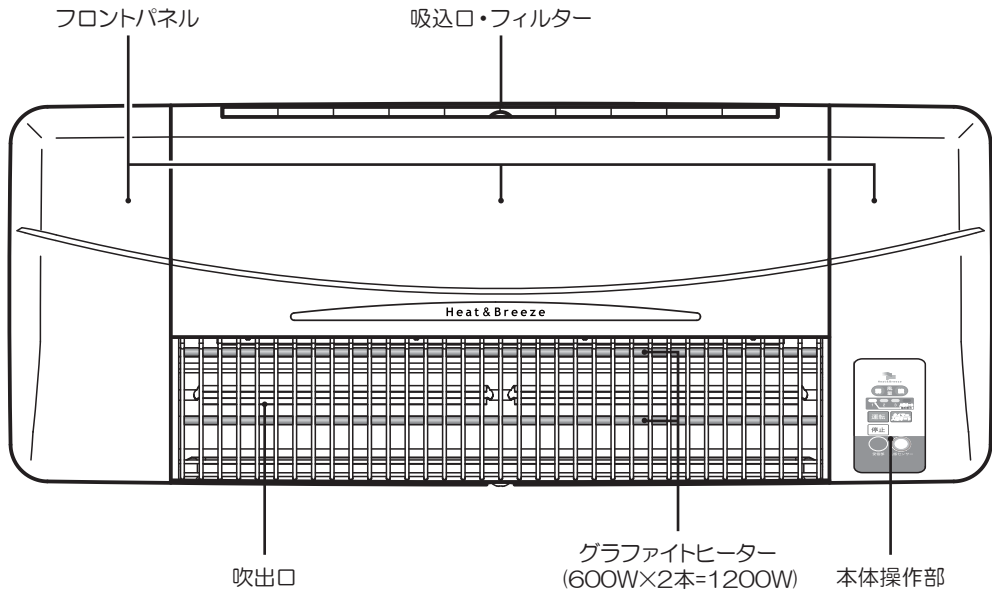 フロントパネル
吸込口・フィルター
Heat&Breeze
運転
停止
吹出口
グラファイトヒーター
(600W×2本=1200W)
本体操作部